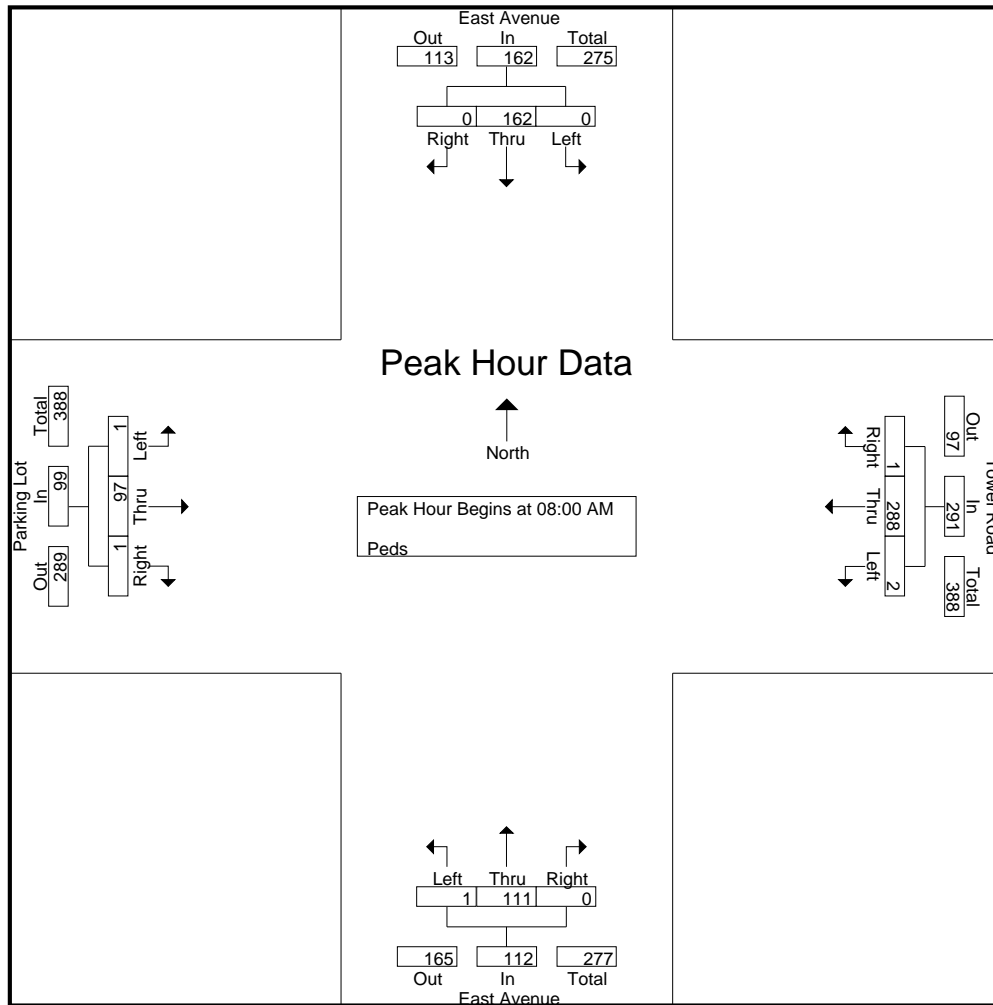 East Avenue
Out In Total
113 162 275
0 162 0
Right Thru Left
Peak Hour Data
North
Peak Hour Begins at 08:00 AM
Peds
Parking Lot
Out In Total
289 99 388
1 97 1
Right Thru Left
Tower Road
Out In Total
97 291 388
1 288 2
Right Thru Left
Left Thru Right
1 111 0
165 112 277
Out In Total
East Avenue